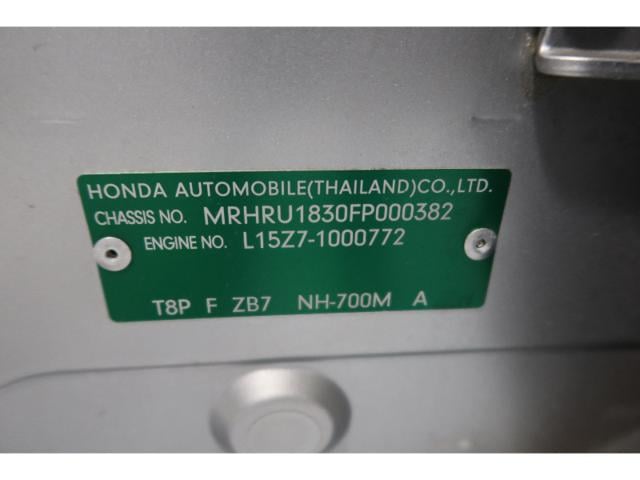 HONDA AUTOMOBILE(THAILAND)CO.,LTD.
CHASSIS NO. MRHRU1830FP000382
ENGINE NO. L15Z7-1000772
T8P F ZB7 NH-700M A